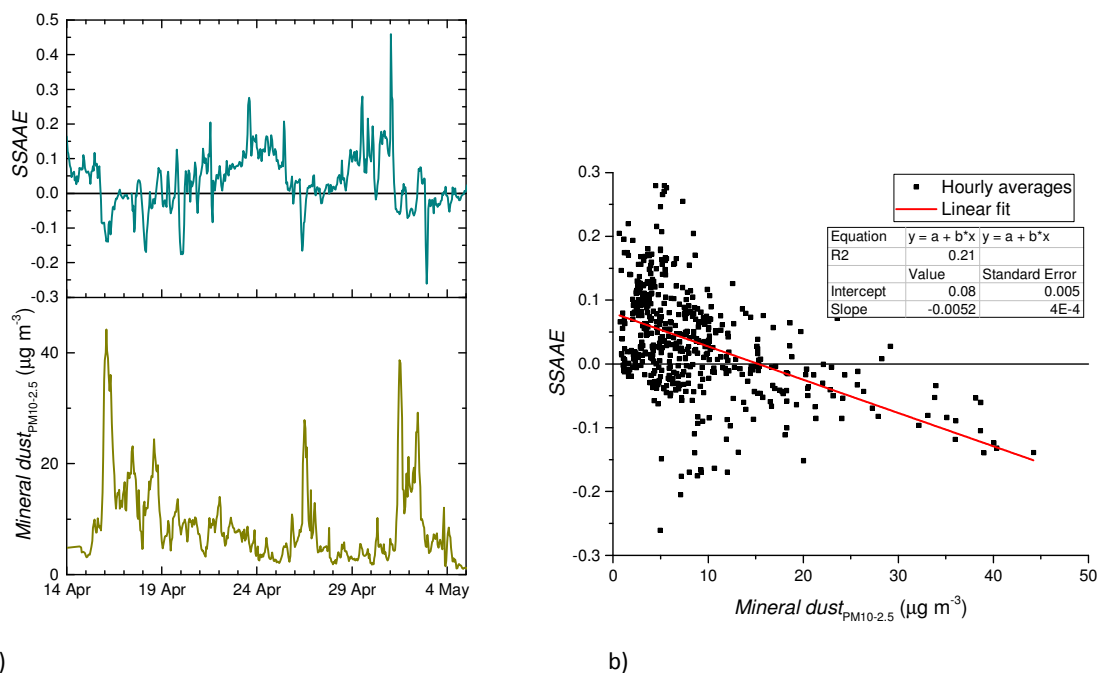 0.5
0.4
0.3
0.2
0.1
0.0
-0.1
-0.2
-0.3
SSAAE
40
20
0
Mineral dust PM10-2.5 (µg m-3)
14 Apr 19 Apr 24 Apr 29 Apr 4 May
)
0.3
0.2
0.1
0.0
-0.1
-0.2
-0.3
SSAAE
Hourly averages
Linear fit
Equation y = a + b*x y = a + b*x
R2 0.21
Value Standard Error
Intercept 0.08 0.005
Slope -0.0052 4E-4
0 10 20 30 40 50
Mineral dust PM10-2.5 (µg m-3)
b)